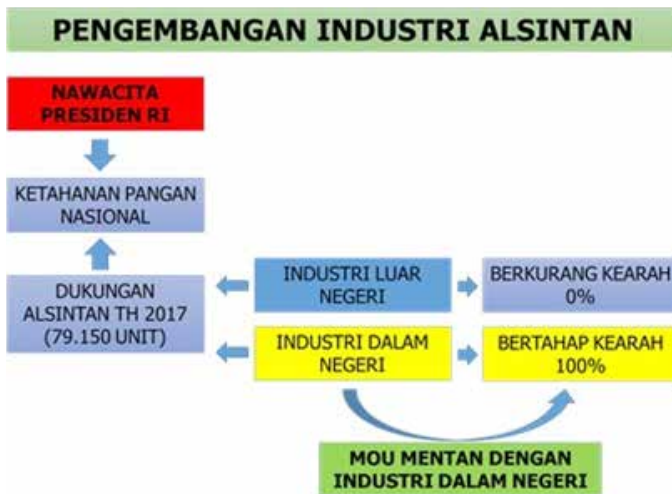 PENGEMBANGAN INDUSTRI ALSINTAN
NAWACITA
PRESIDEN RI
KETAHANAN PANGAN
NASIONAL
DUKUNGAN
ALSINTAN TH 2017
(79.150 UNIT)
INDUSTRI LUAR
NEGERI
BERKURANG KEARAH
0%
INDUSTRI DALAM
NEGERI
BERTAHAP KEARAH
100%
MOU MENTAN DENGAN
INDUSTRI DALAM NEGERI